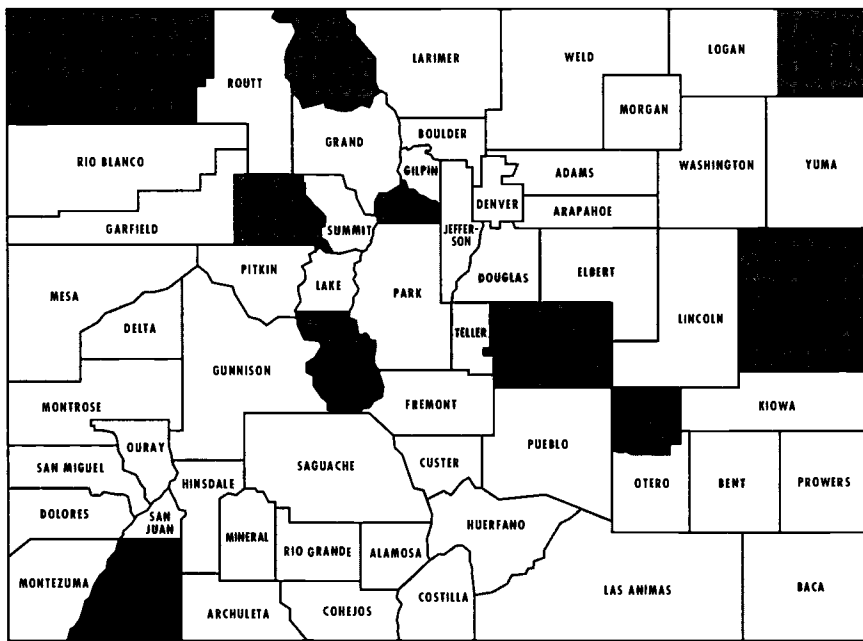 LARIMER
WELD
LOGAN
ROUTT
MORGAN
GRAND
BOULDER
RIO BLANCO
GILPIN
ADAMS
WASHINGTON
YUMA
DENVER
ARAPAHOE
GARFIELD
SUMMIT
JEFFER-
SON
PITKIN
DOUGLAS
ELBERT
MESA
LAKE
PARK
LINCOLN
DELTA
TELLER
GUNNISON
MONTROSE
FREMONT
KIOWA
OURAY
PUEBLO
SAN MIGUEL
SAGUACHE
CUSTER
HINSDALE
OTERO
BENT
PROWERS
DOLORES
SAN
JUAN
MINERAL
RIO GRANDE
ALAMOSA
HUERFANO
MONTEZUMA
LAS ANIMAS
BACA
ARCHULETA
COHEJOS
COSTILLA